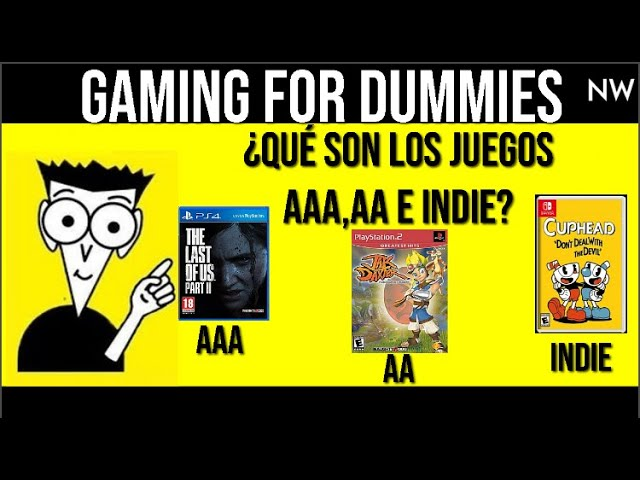 GAMING FOR DUMMIES
NW
¿QUÉ SON LOS JUEGOS
AAA,AA E INDIE?
PS4
THE
LAST
OF US
PART II
18
AAA
PlayStation 2
GREATEST HITS
JAK
DAXTER
E
AA
CUPHEAD
"DON'T DEAL WITH
THE DEVIL"
E
INDIE